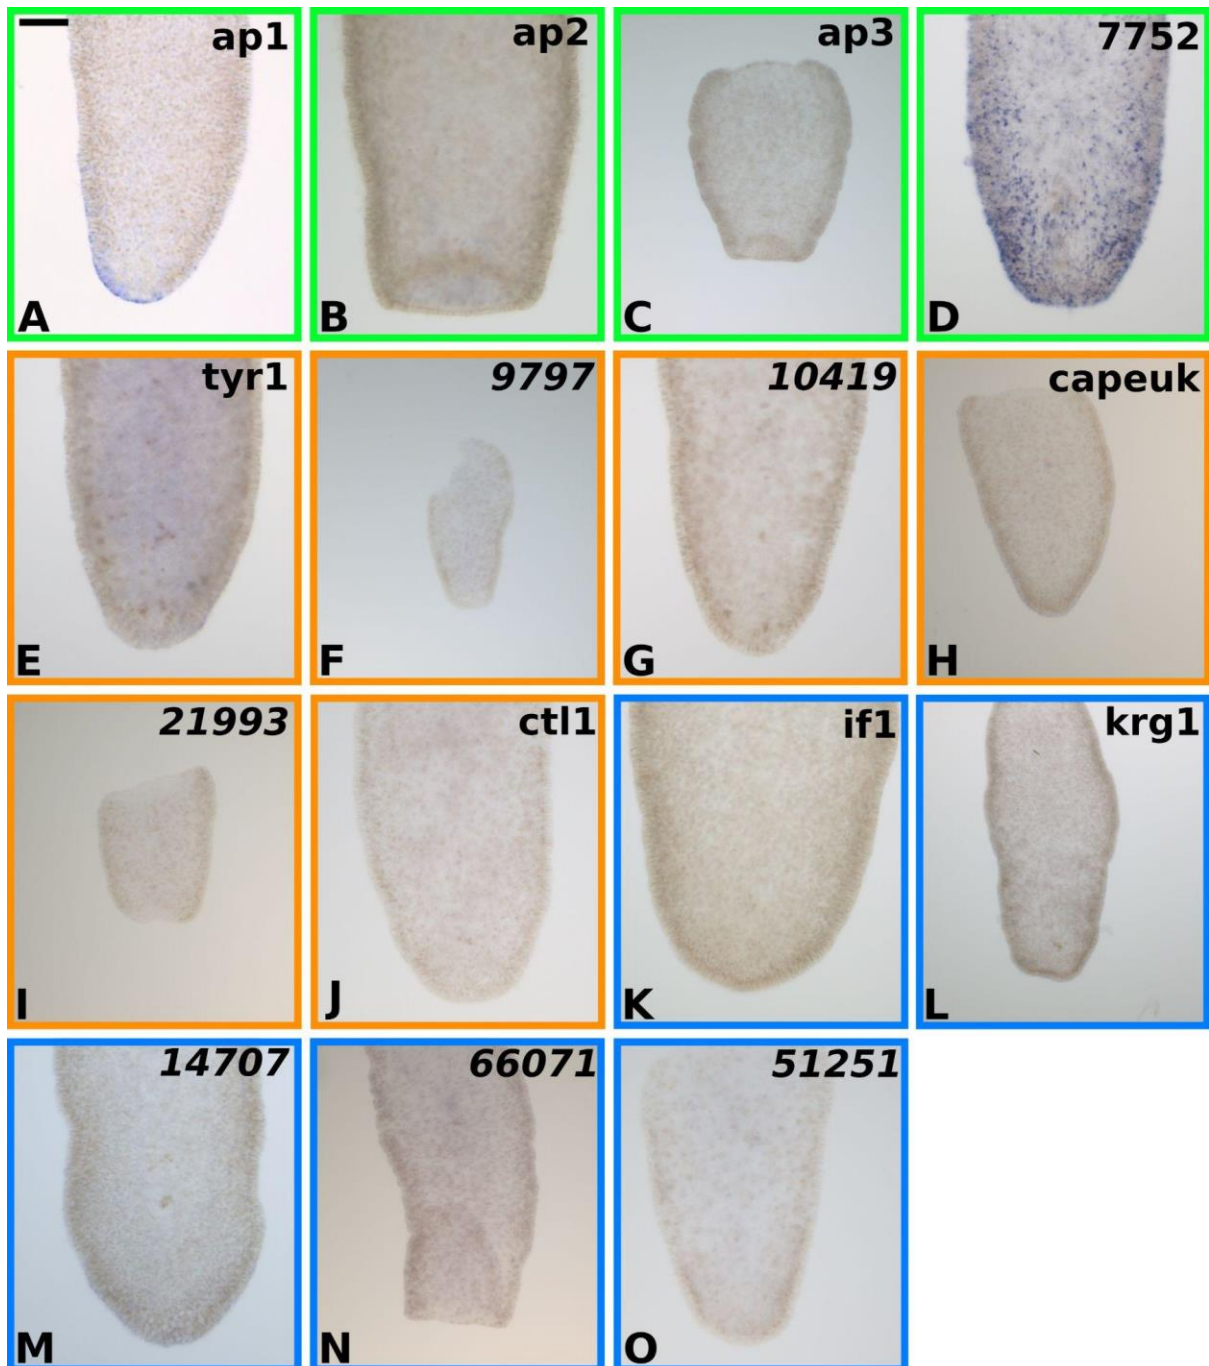 ap1 ap2 ap3 7752
A B C D
tyr1 9797 10419 capeuk
E F G H
21993 ctl1 if1 krg1
I J K L
14707 66071 51251
M N O